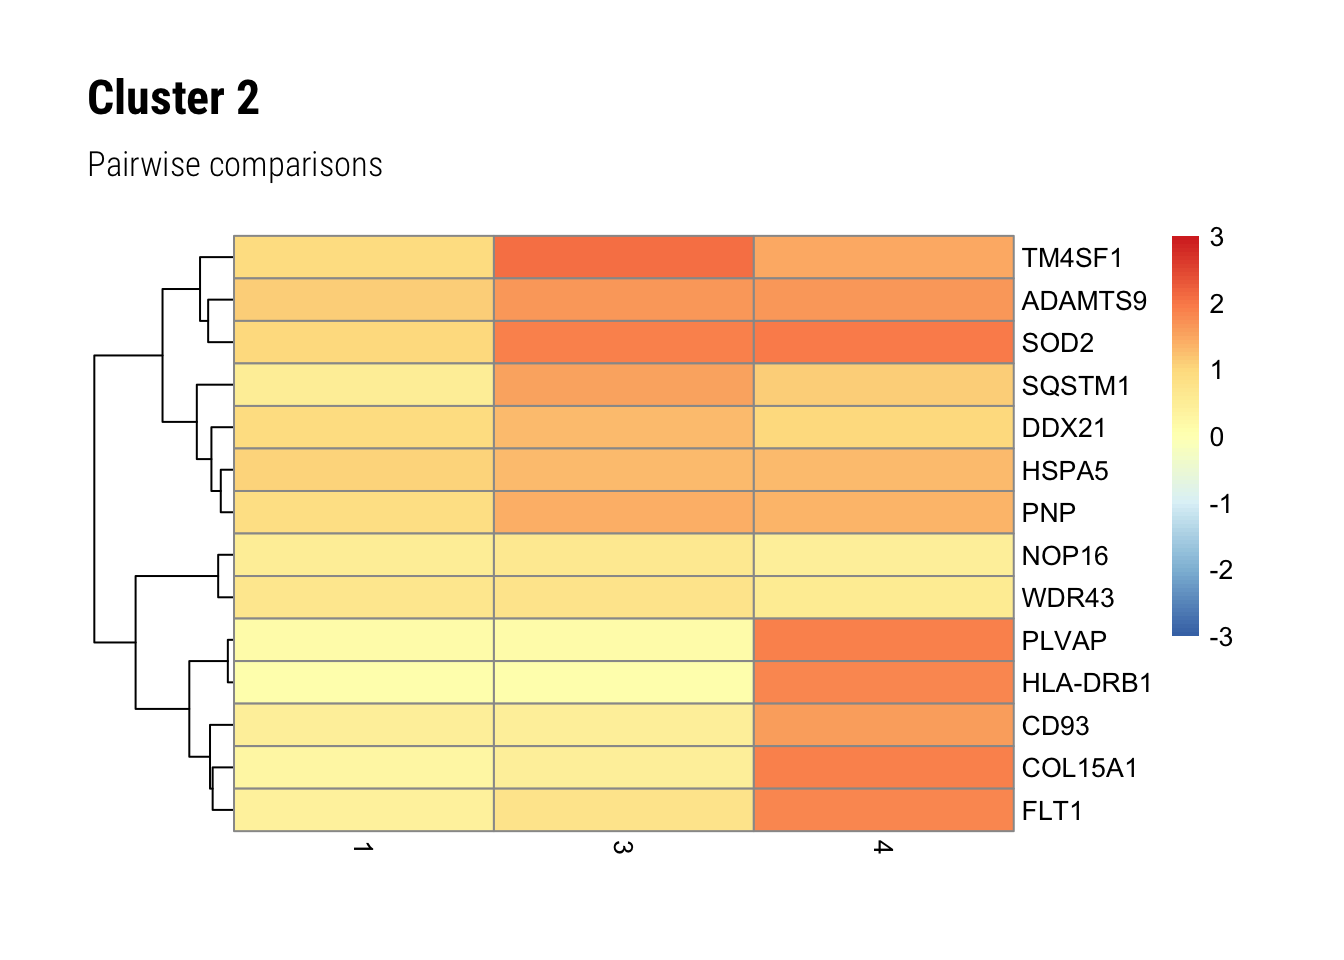 Cluster 2
Pairwise comparisons
TM4SF1
ADAMTS9
SOD2
SQSTM1
DDX21
HSPA5
PNP
NOP16
WDR43
PLVAP
HLA-DRB1
CD93
COL15A1
FLT1
1
3
4
3
2
1
0
-1
-2
-3